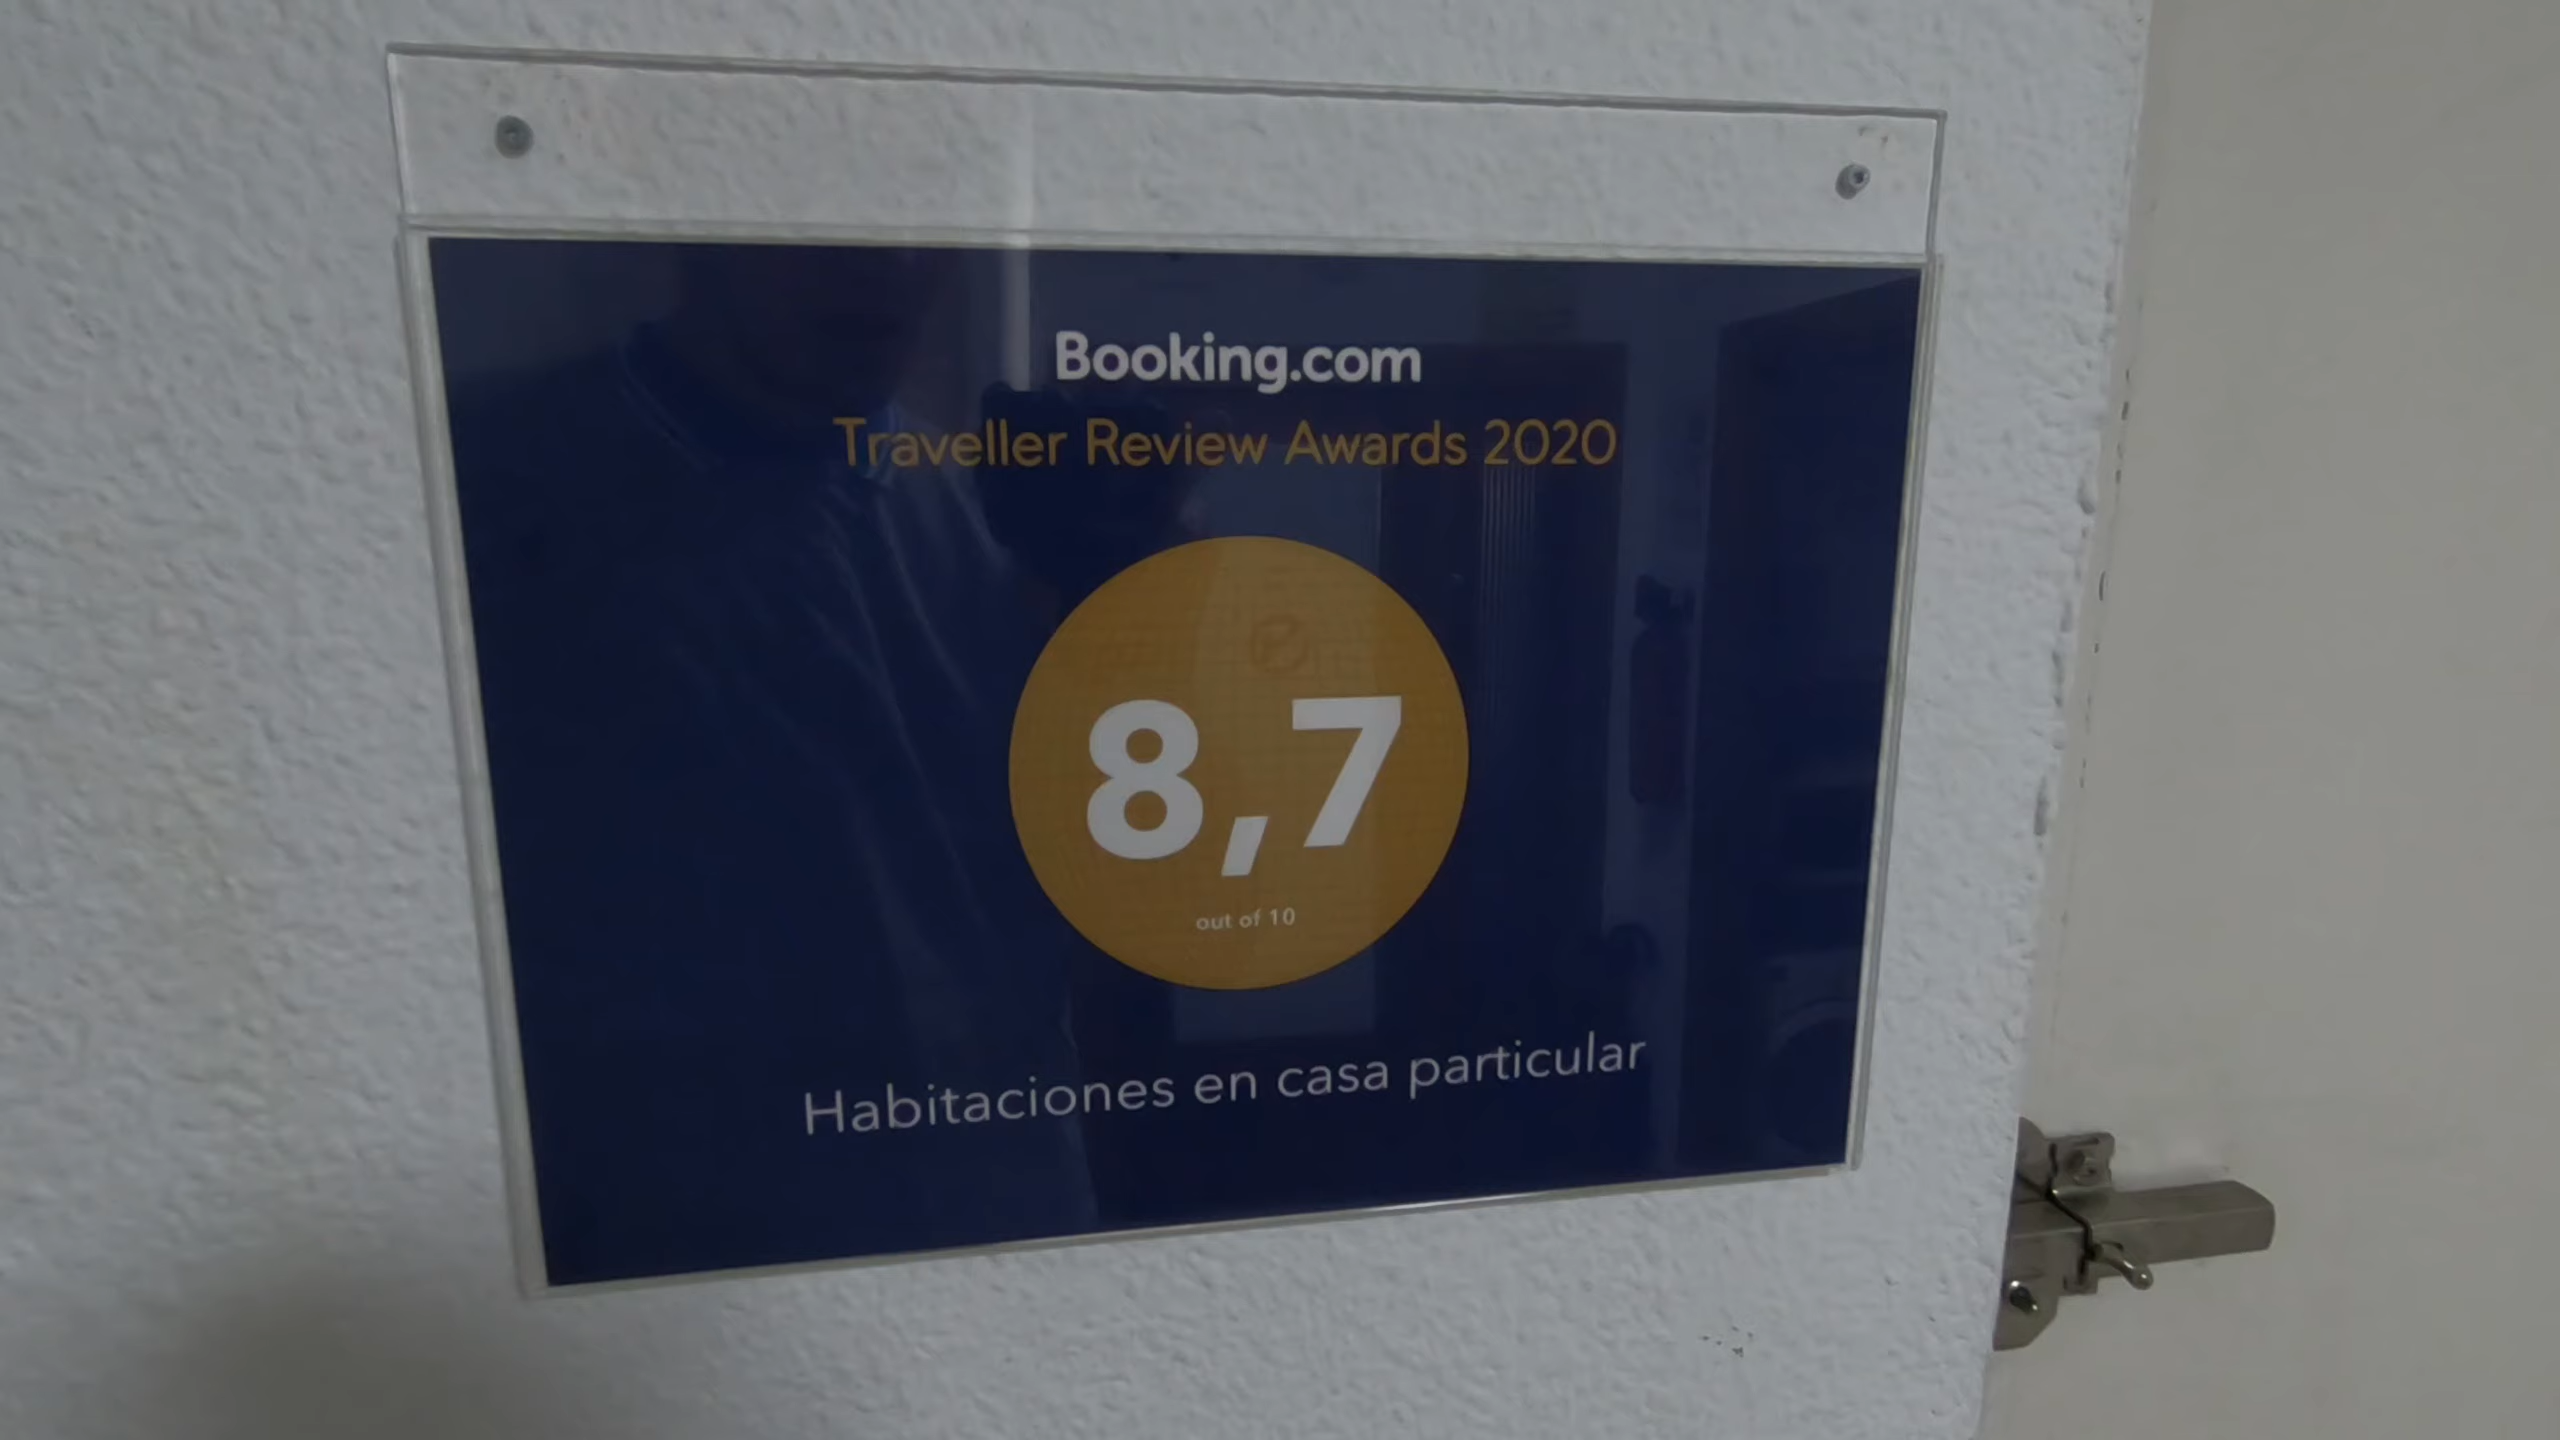 Booking.com
Traveller Review Awards 2020
8,7
out of 10
Habitaciones en casa particular